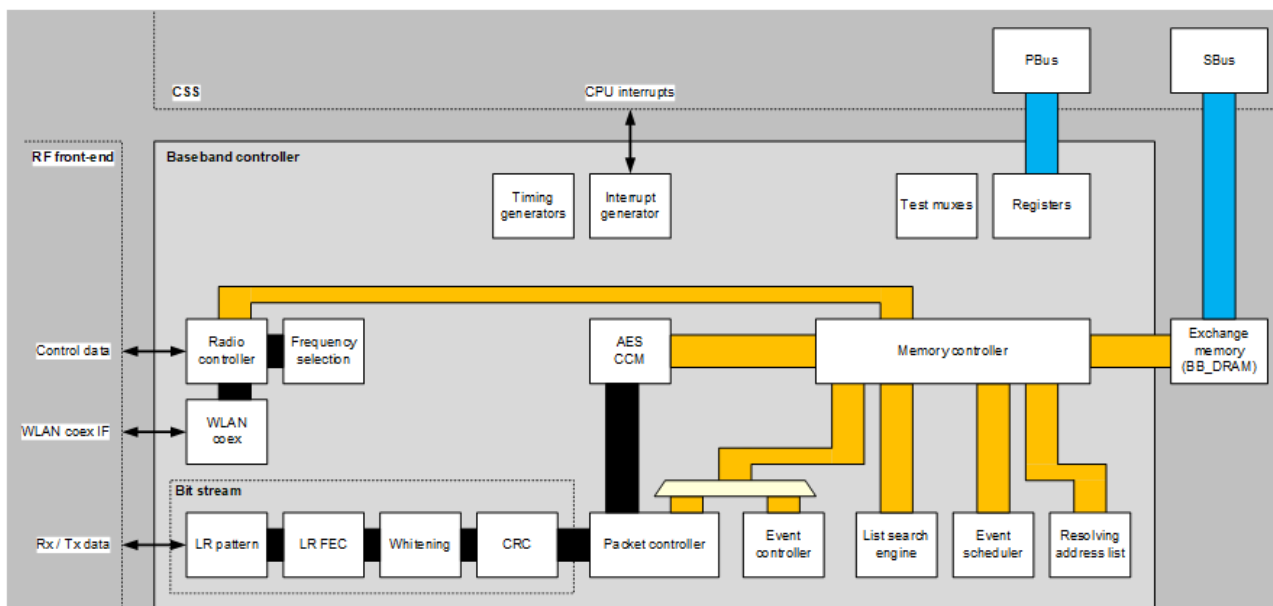 PBus
SBus
CSS
CPU interrupts
RF front-end
Baseband controller
Timing
generators
Interrupt
generator
Test muxes
Registers
Control data
Radio
controller
Frequency
selection
AES
CCM
Memory controller
Exchange
memory
(BB_DRAM)
WLAN coex IF
WLAN
coex
Bit stream
Rx / Tx data
LR pattern
LR FEC
Whitening
CRC
Packet controller
Event
controller
List search
engine
Event
scheduler
Resolving
address list